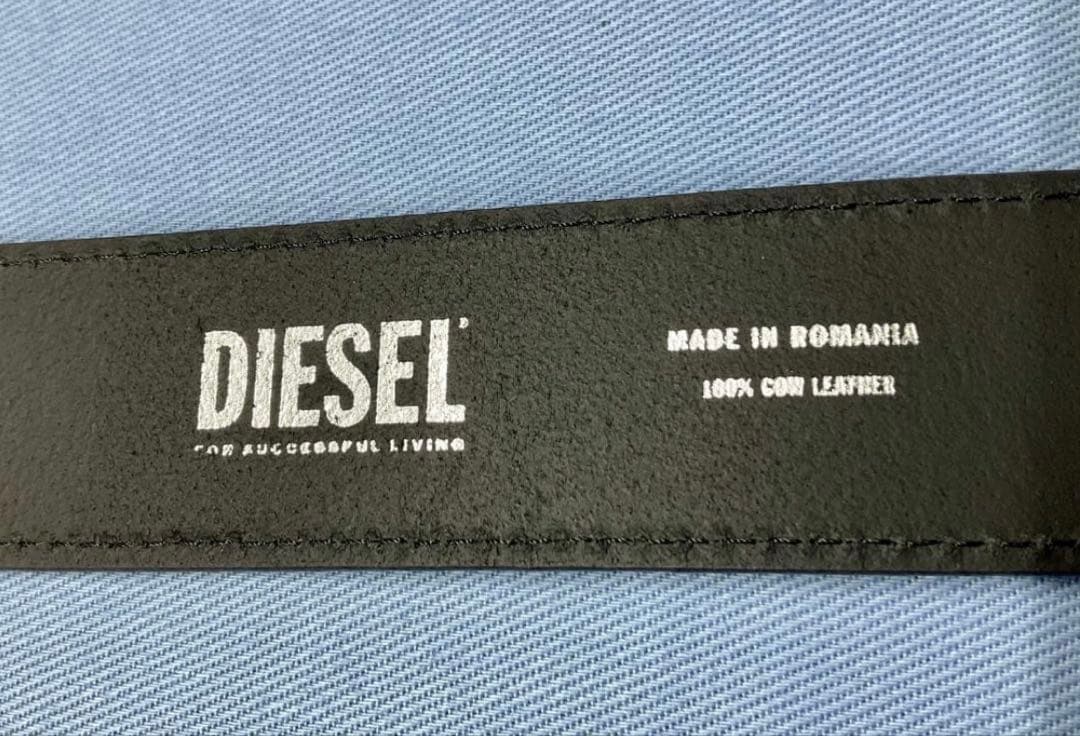 DIESEL
FOR SUCCESSFUL LIVING
MADE IN ROMANIA
100% COW LEATHER